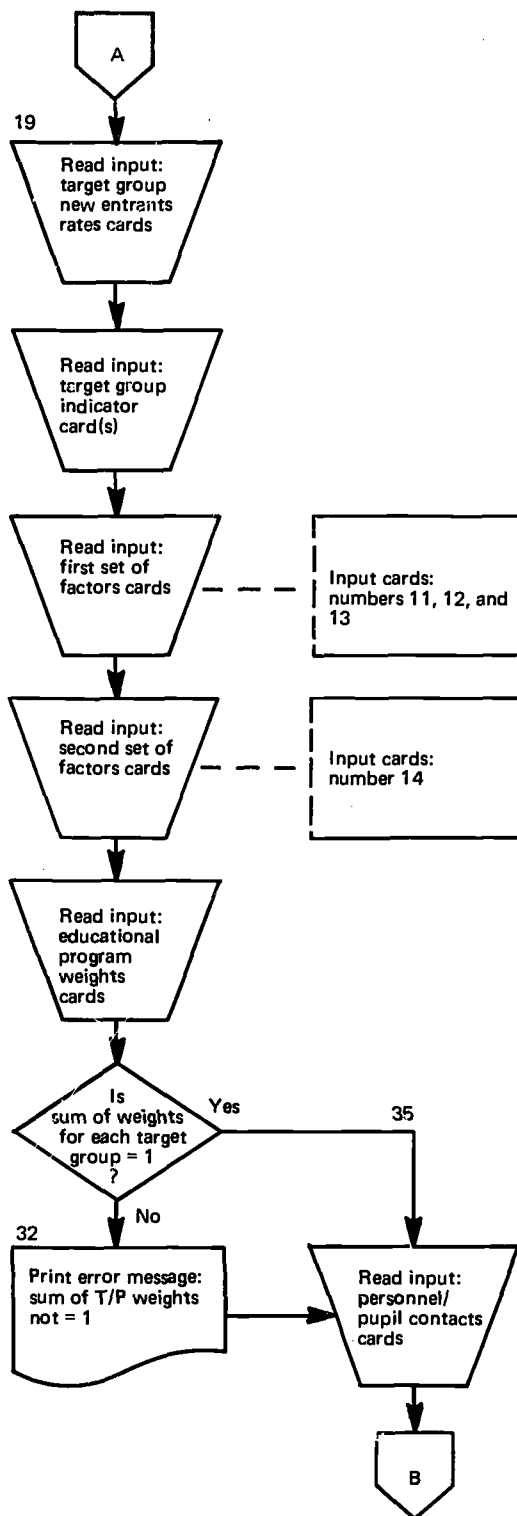 A
19
Read input:
target group
new entrants
rates cards
Read input:
target group
indicator
card(s)
Read input:
first set of
factors cards
Input cards:
numbers 11, 12, and
13
Read input:
second set of
factors cards
Input cards:
number 14
Read input:
educational
program
weights
cards
Is
sum of weights
for each target
group = 1
?
Yes
35
No
32
Print error message:
sum of T/P weights
not = 1
Read input:
personnel/
pupil contacts
cards
B